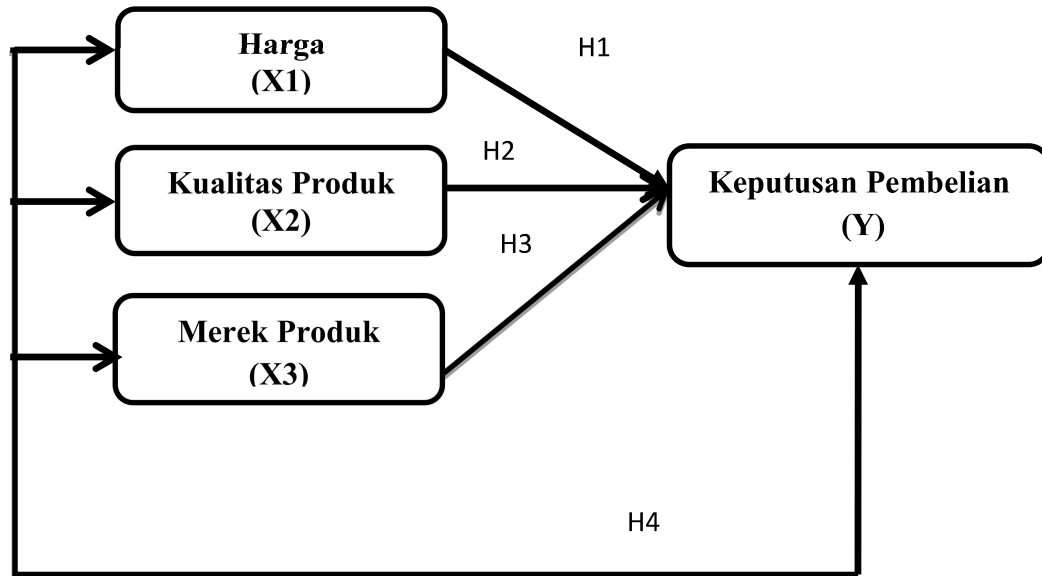 Harga
(X1)
H1
Kualitas Produk
(X2)
H2
Merek Produk
(X3)
H3
Keputusan Pembelian
(Y)
H4